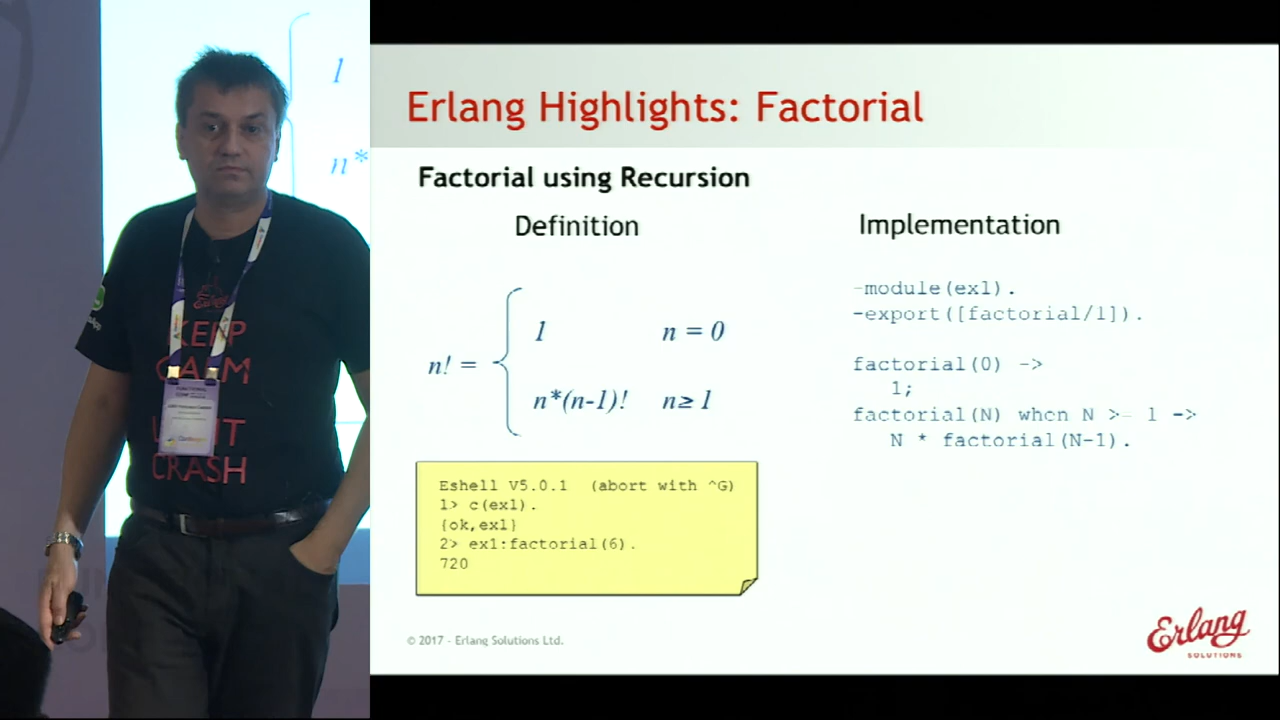 1
n*
Erlang
KEEP
CALM
CRASH
Erlang Highlights: Factorial
Factorial using Recursion
Definition
Implementation
n! =
1 n = 0
n*(n-1)! n≥1
-module(ex1).
-export([factorial/1]).
factorial(0) ->
1;
factorial(N) when N >= 1 ->
N * factorial(N-1).
Eshell V5.0.1 (abort with ^G)
1> c(ex1).
{ok,ex1}
2> ex1:factorial(6).
720
© 2017 - Erlang Solutions Ltd.
Erlang
SOLUTIONS